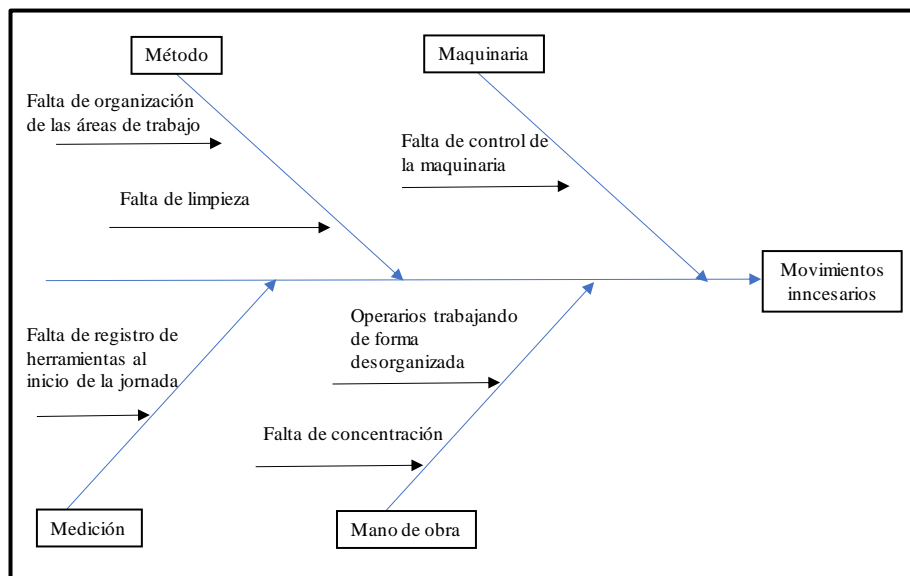 Método
Maquinaria
Falta de organización
de las áreas de trabajo
Falta de control de
la maquinaria
Falta de limpieza
Movimientos
inncesarios
Operarios trabajando
de forma
desorganizada
Falta de registro de
herramientas al
inicio de la jornada
Falta de concentración
Medición
Mano de obra